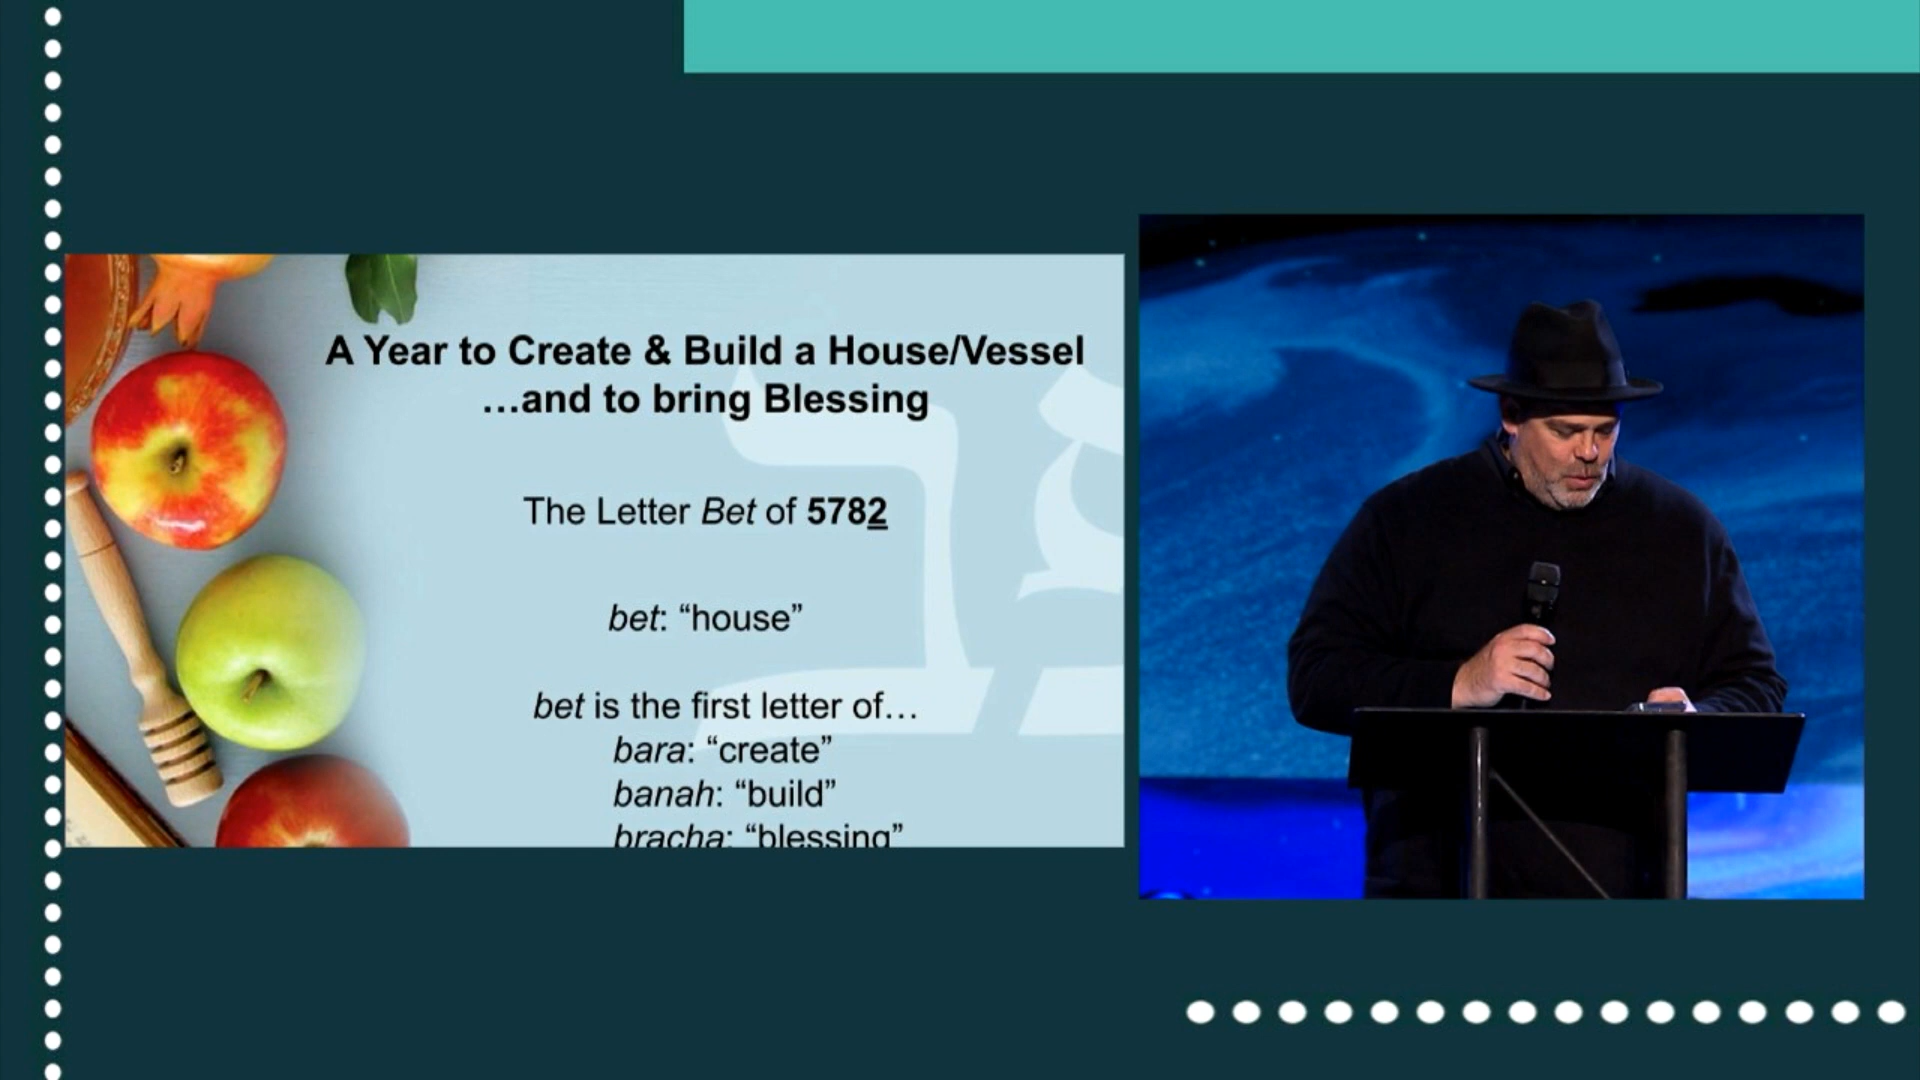 A Year to Create & Build a House/Vessel
…and to bring Blessing
The Letter Bet of 5782
bet: “house”
bet is the first letter of…
bara: “create”
banah: “build”
bracha: “blessing”